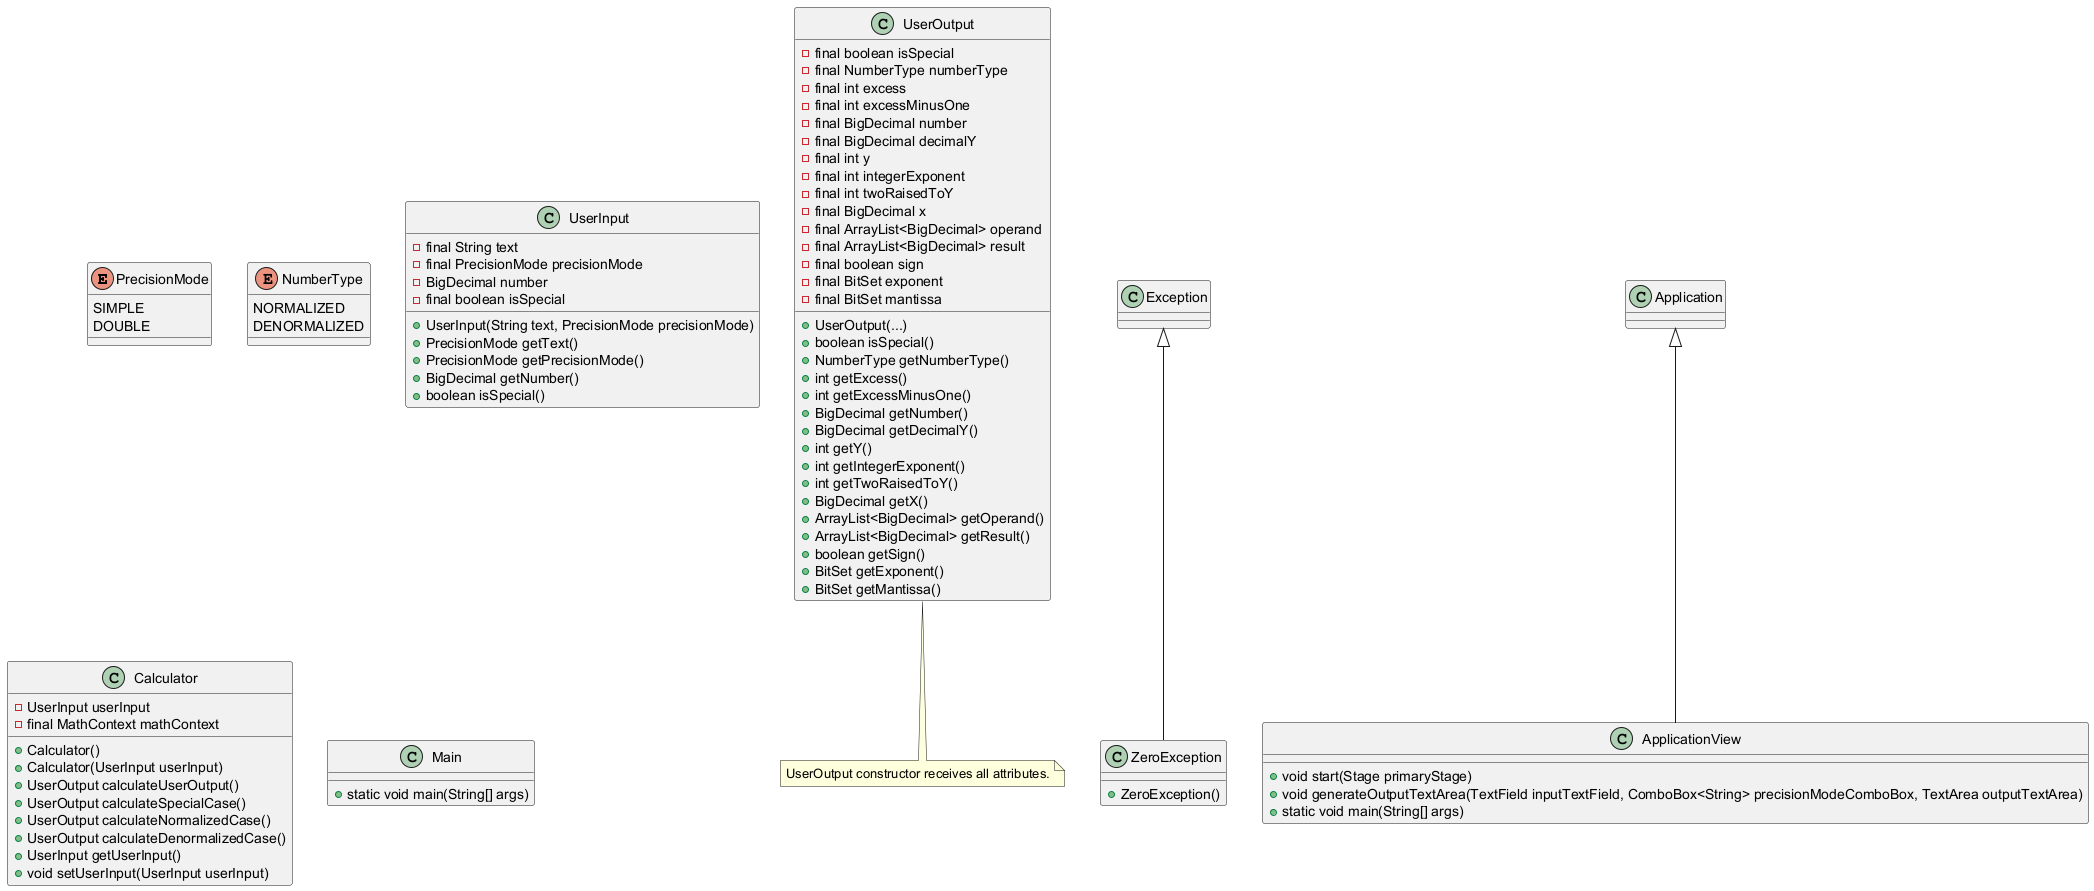 E PrecisionMode
SIMPLE
DOUBLE
E NumberType
NORMALIZED
DENORMALIZED
C UserInput
final String text
final PrecisionMode precisionMode
BigDecimal number
final boolean isSpecial
UserInput(String text, PrecisionMode precisionMode)
PrecisionMode getText()
PrecisionMode getPrecisionMode()
BigDecimal getNumber()
boolean isSpecial()
C UserOutput
final boolean isSpecial
final NumberType numberType
final int excess
final int excessMinusOne
final BigDecimal number
final BigDecimal decimalY
final int y
final int integerExponent
final int twoRaisedToY
final BigDecimal x
final ArrayList<BigDecimal> operand
final ArrayList<BigDecimal> result
final boolean sign
final BitSet exponent
final BitSet mantissa
UserOutput(...)
boolean isSpecial()
NumberType getNumberType()
int getExcess()
int getExcessMinusOne()
BigDecimal getNumber()
BigDecimal getDecimalY()
int getY()
int getIntegerExponent()
int getTwoRaisedToY()
BigDecimal getX()
ArrayList<BigDecimal> getOperand()
ArrayList<BigDecimal> getResult()
boolean getSign()
BitSet getExponent()
BitSet getMantissa()
C Exception
C Application
C Calculator
UserInput userInput
final MathContext mathContext
Calculator()
Calculator(UserInput userInput)
UserOutput calculateUserOutput()
UserOutput calculateSpecialCase()
UserOutput calculateNormalizedCase()
UserOutput calculateDenormalizedCase()
UserInput getUserInput()
void setUserInput(UserInput userInput)
C Main
static void main(String[] args)
UserOutput constructor receives all attributes.
C ZeroException
ZeroException()
C ApplicationView
void start(Stage primaryStage)
void generateOutputTextArea(TextField inputTextField, ComboBox<String> precisionModeComboBox, TextArea outputTextArea)
static void main(String[] args)